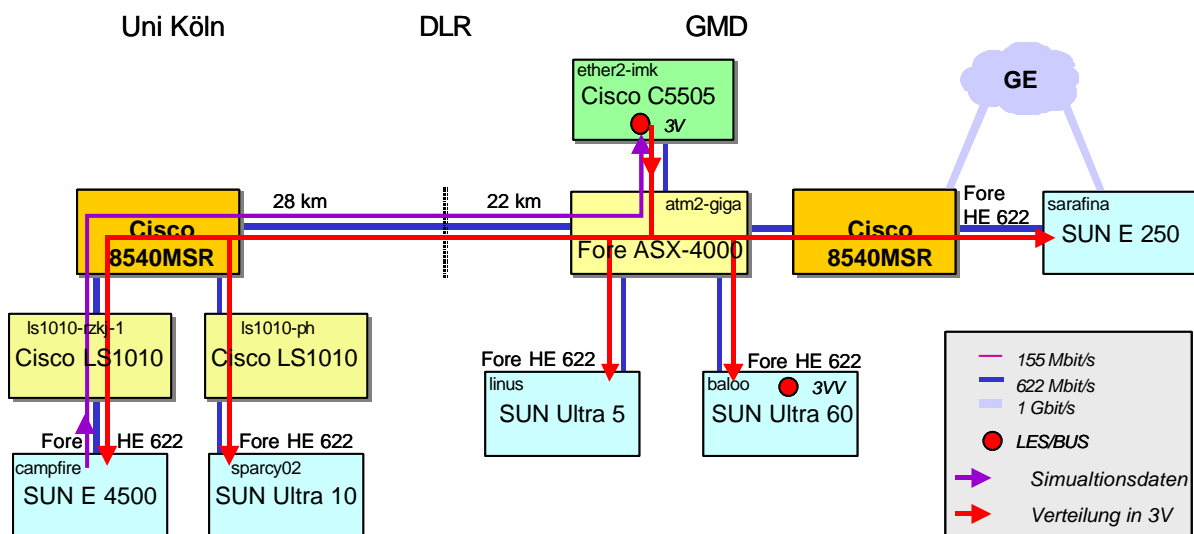 Uni Köln
DLR
GMD
ether2-imk
Cisco C5505
3V
GE
28 km
22 km
atm2-giga
Fore
HE 622
sarafina
Cisco
8540MSR
Fore ASX-4000
Cisco
8540MSR
SUN E 250
ls1010-rzkj-1
Cisco LS1010
ls1010-ph
Cisco LS1010
Fore HE 622
Fore HE 622
linus
SUN Ultra 5
baloo
3VV
SUN Ultra 60
155 Mbit/s
622 Mbit/s
1 Gbit/s
LES/BUS
Simualtionsdaten
Verteilung in 3V
Fore HE 622
Fore HE 622
campfire
SUN E 4500
sparcy02
SUN Ultra 10